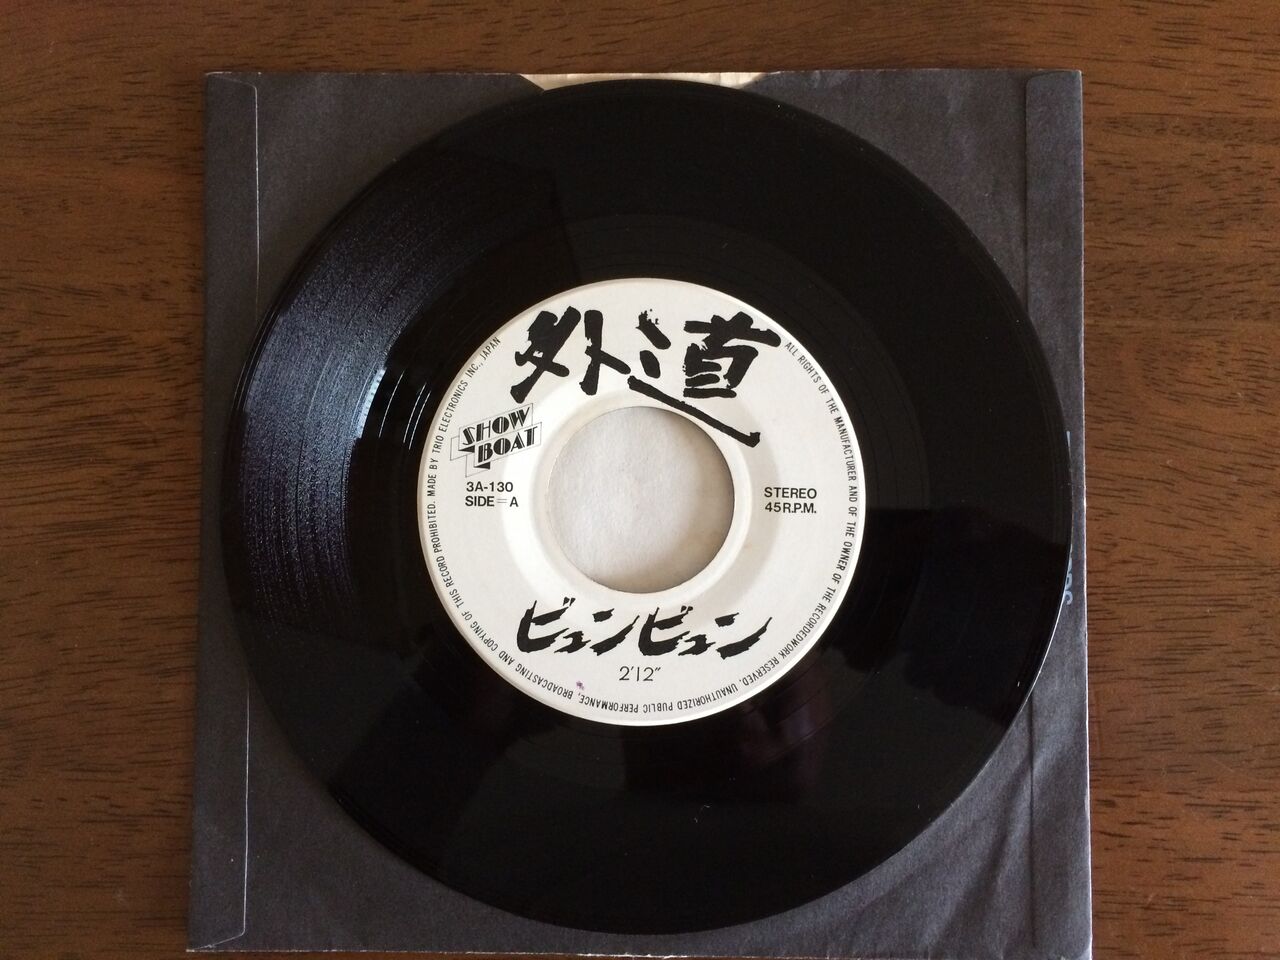 外道
SHOW
BOAT
3A-130
SIDE=A
STEREO
45R.P.M.
ビュンビュン
2'12"
ALL RIGHTS OF THE MANUFACTURER AND OF THE OWNER OF THE RECORDEDWORK RESERVED. UNAUTHORIZED PUBLIC PERFORMANCE, BROADCASTING AND COPYING OF THIS RECORD PROHIBITED. MADE BY TRIO ELECTRONICS INC., JAPAN